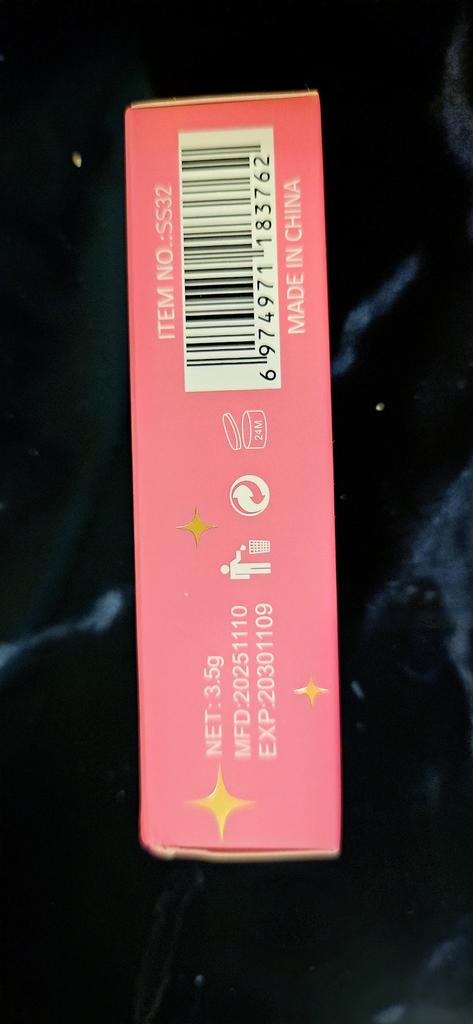 ITEM NO.:SS32
6 974971 183762
MADE IN CHINA
24M
NET: 3.5g
MFD:20251110
EXP:20301109